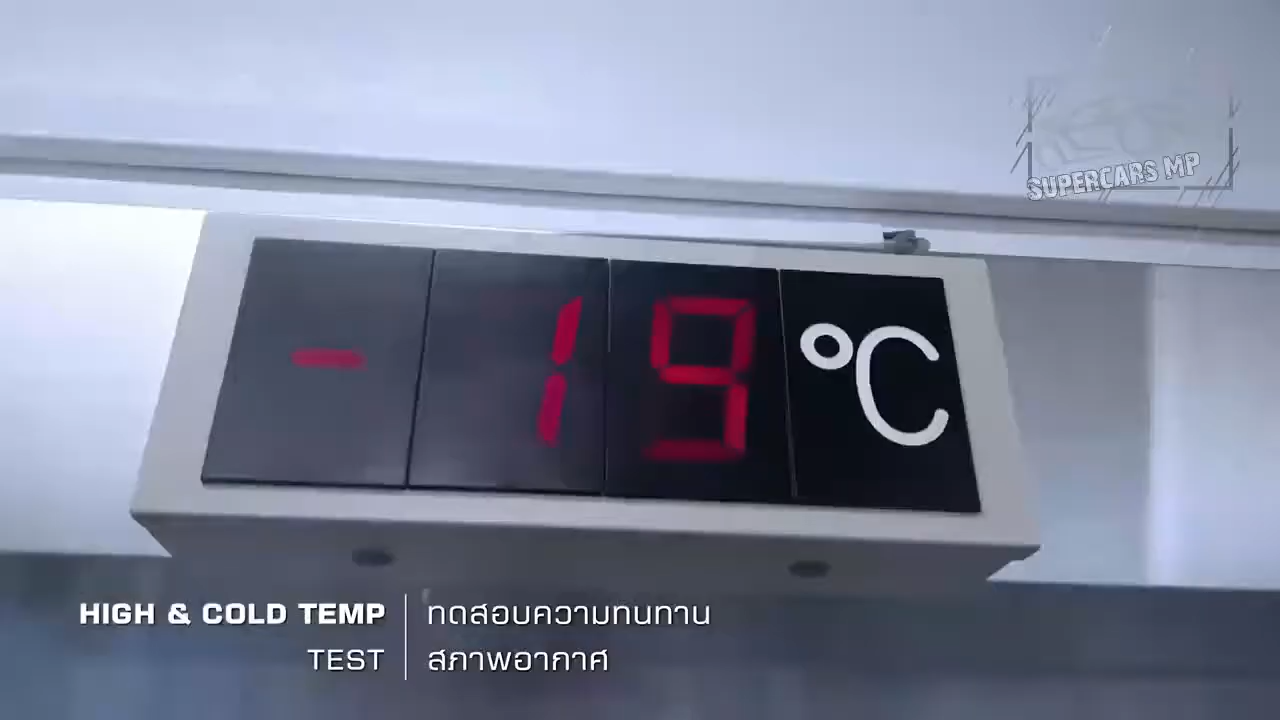 SUPERCARS MP
- 19 °C
HIGH & COLD TEMP
TEST
ทดสอบความทนทาน
สภาพอากาศ